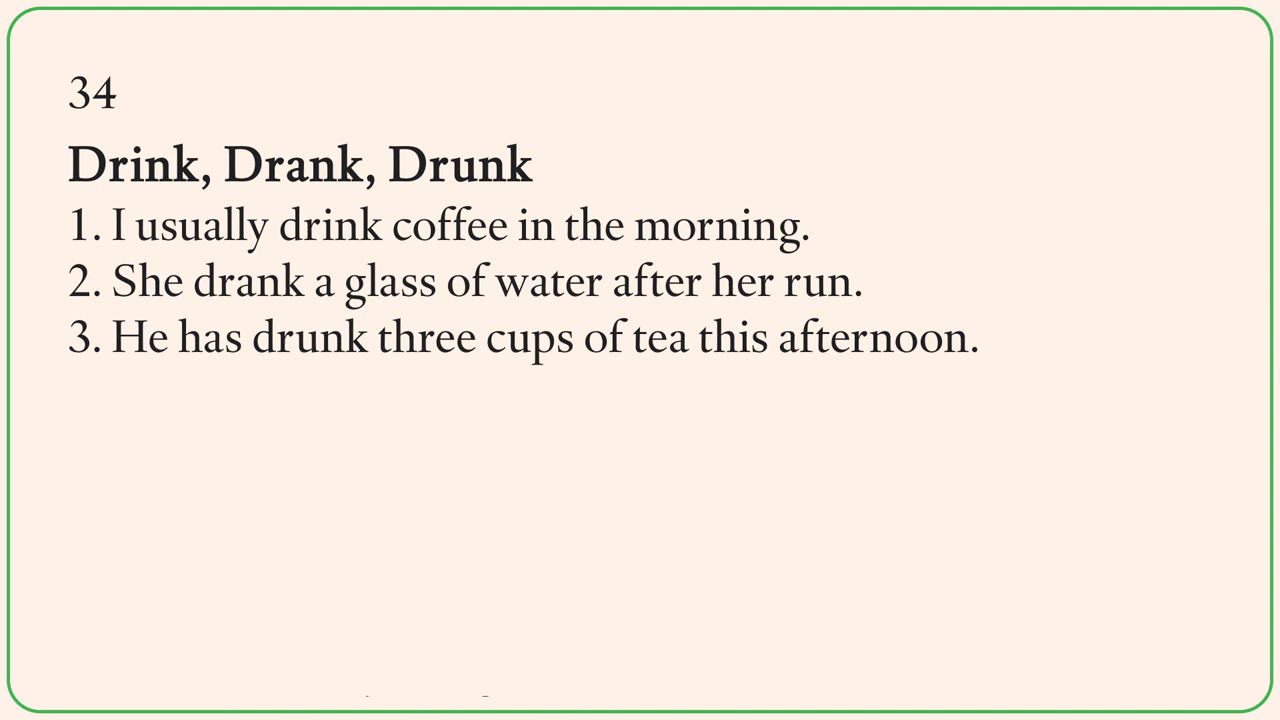 34
Drink, Drank, Drunk
1. I usually drink coffee in the morning.
2. She drank a glass of water after her run.
3. He has drunk three cups of tea this afternoon.